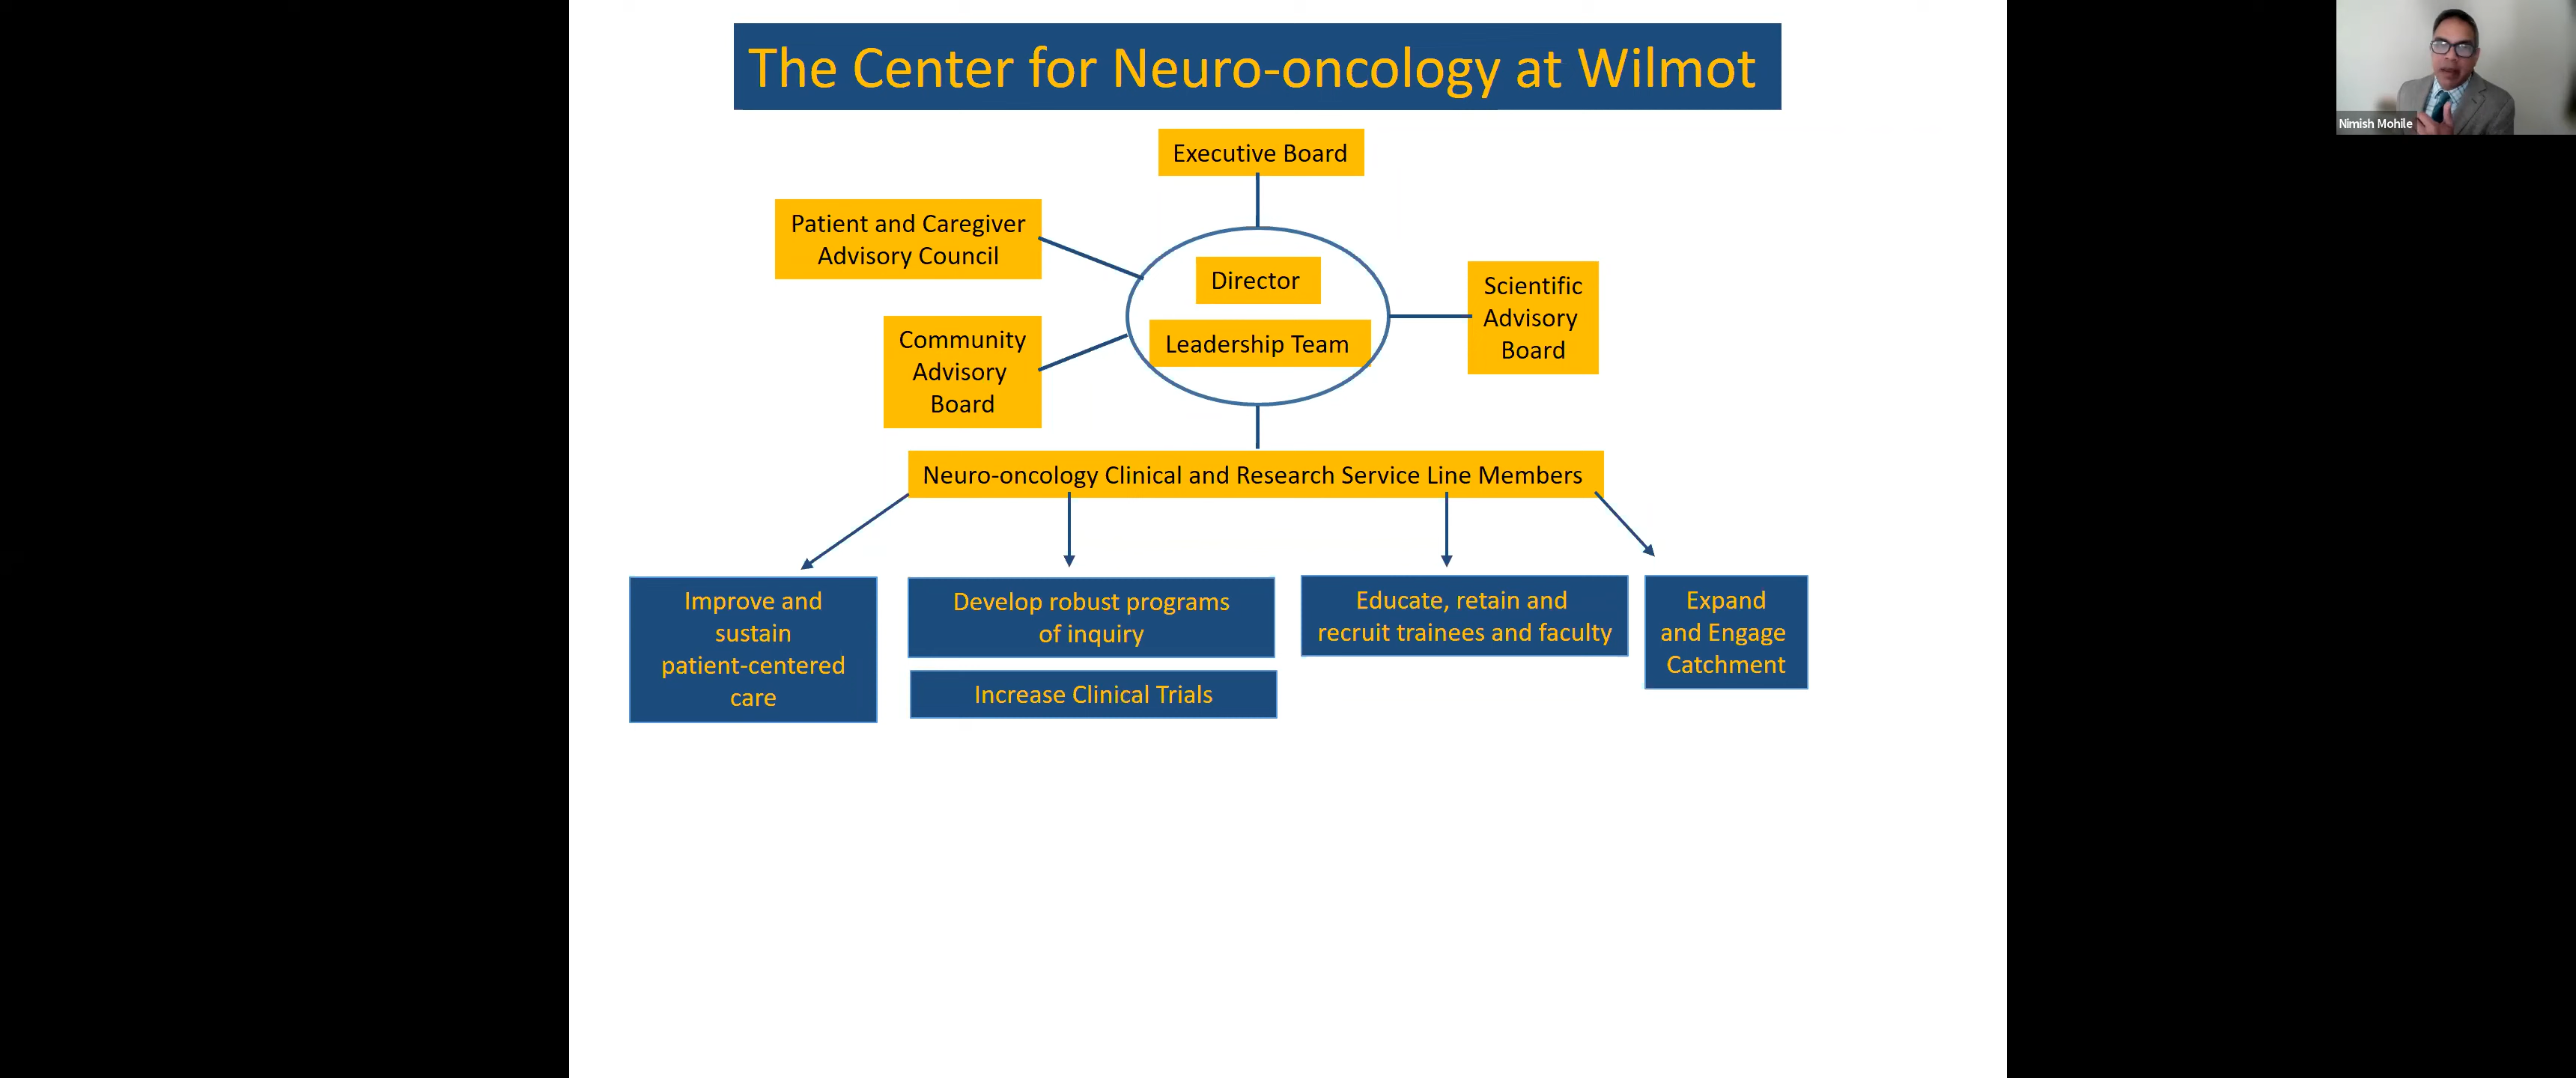 The Center for Neuro-oncology at Wilmot
Nimish Mohile
Executive Board
Patient and Caregiver
Advisory Council
Director
Leadership Team
Scientific
Advisory
Board
Community
Advisory
Board
Neuro-oncology Clinical and Research Service Line Members
Improve and
sustain
patient-centered
care
Develop robust programs
of inquiry
Increase Clinical Trials
Educate, retain and
recruit trainees and faculty
Expand
and Engage
Catchment